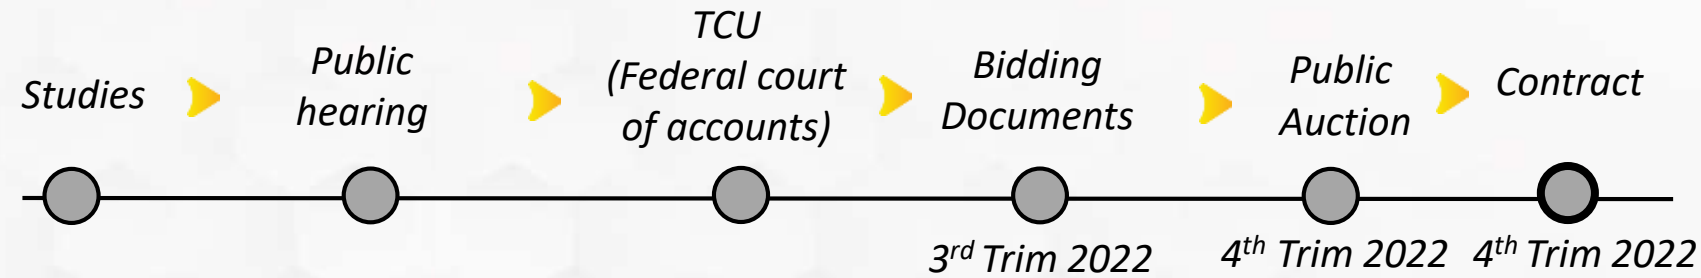 Studies
Public
hearing
TCU
(Federal court
of accounts)
Bidding
Documents
Public
Auction
Contract
3rd Trim 2022
4th Trim 2022
4th Trim 2022